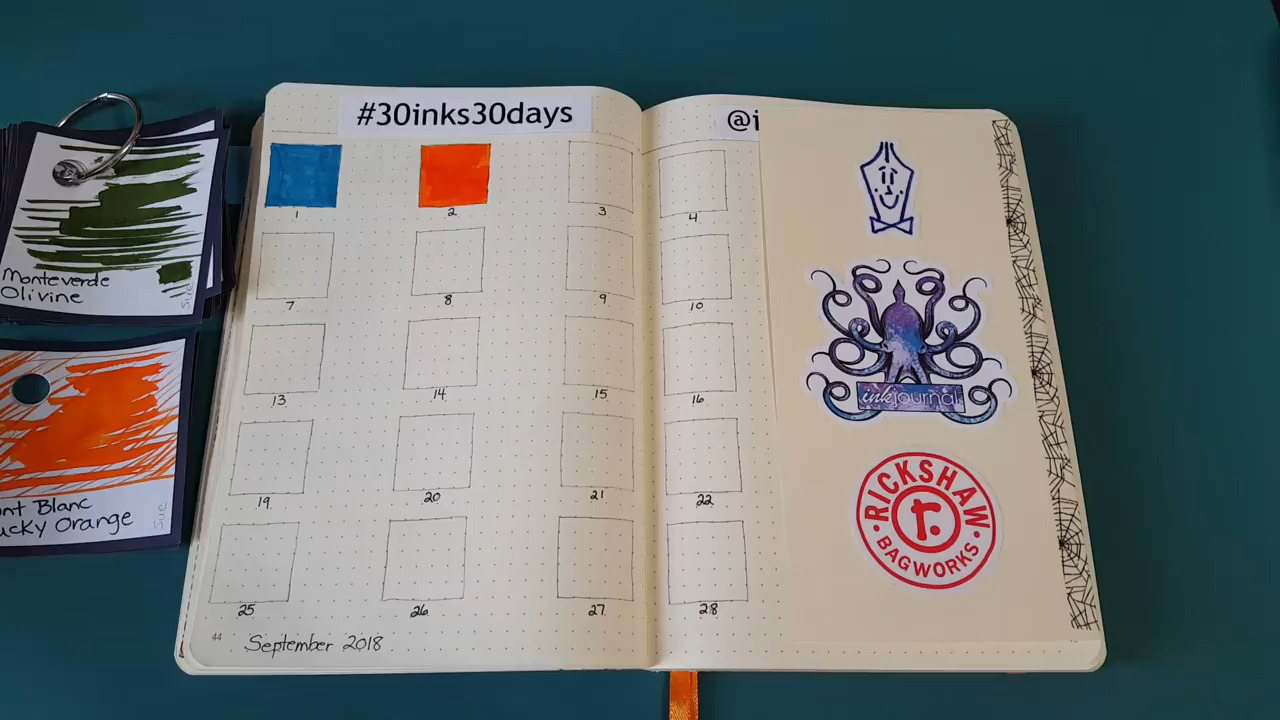 #30inks30days
@i
1
2
3
4
7
8
9
10
13
14
15
16
19
20
21
22
25
26
27
28
44
September 2018
Monteverde
Olivine
Sue
nt Blanc
ucky Orange
Sue
inkjournal
RICKSHAW
r.
BAGWORKS